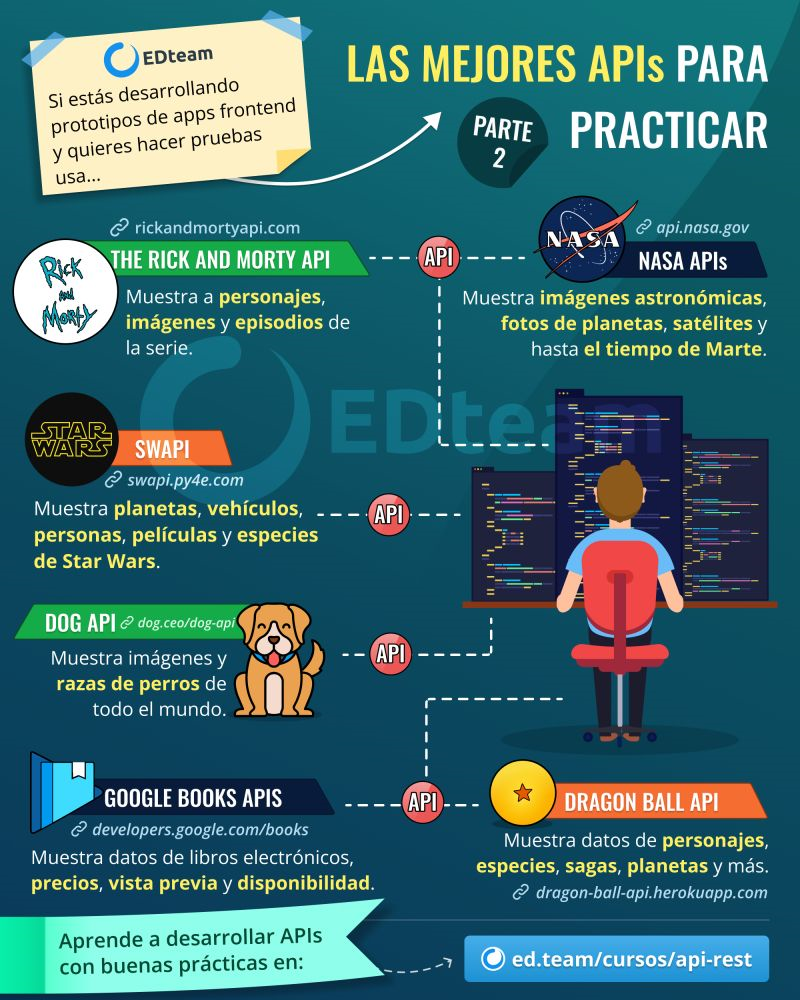 EDteam
Si estás desarrollando
prototipos de apps frontend
y quieres hacer pruebas
usa...
LAS MEJORES APIs PARA
PRACTICAR
PARTE
2
rickandmortyapi.com
THE RICK AND MORTY API
Rick
and
Morty
Muestra a personajes,
imágenes y episodios de
la serie.
API
NASA
api.nasa.gov
NASA APIs
Muestra imágenes astronómicas,
fotos de planetas, satélites y
hasta el tiempo de Marte.
EDteam
STAR
WARS
SWAPI
swapi.py4e.com
Muestra planetas, vehículos,
personas, películas y especies
de Star Wars.
API
DOG API dog.ceo/dog-api
Muestra imágenes y
razas de perros de
todo el mundo.
API
GOOGLE BOOKS APIS
developers.google.com/books
Muestra datos de libros electrónicos,
precios, vista previa y disponibilidad.
API
DRAGON BALL API
Muestra datos de personajes,
especies, sagas, planetas y más.
dragon-ball-api.herokuapp.com
Aprende a desarrollar APIs
con buenas prácticas en:
ed.team/cursos/api-rest